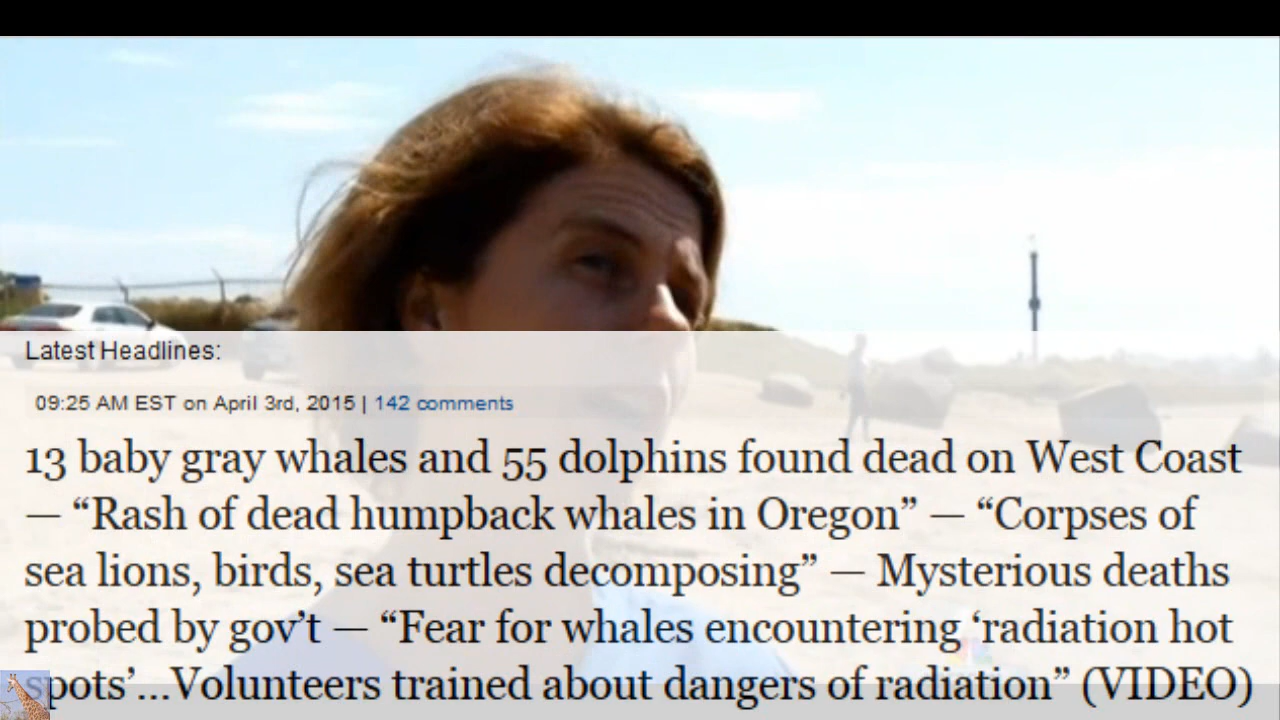 Latest Headlines:
09:25 AM EST on April 3rd, 2015 | 142 comments
13 baby gray whales and 55 dolphins found dead on West Coast
— “Rash of dead humpback whales in Oregon” — “Corpses of
sea lions, birds, sea turtles decomposing” — Mysterious deaths
probed by gov’t — “Fear for whales encountering ‘radiation hot
spots’…Volunteers trained about dangers of radiation” (VIDEO)